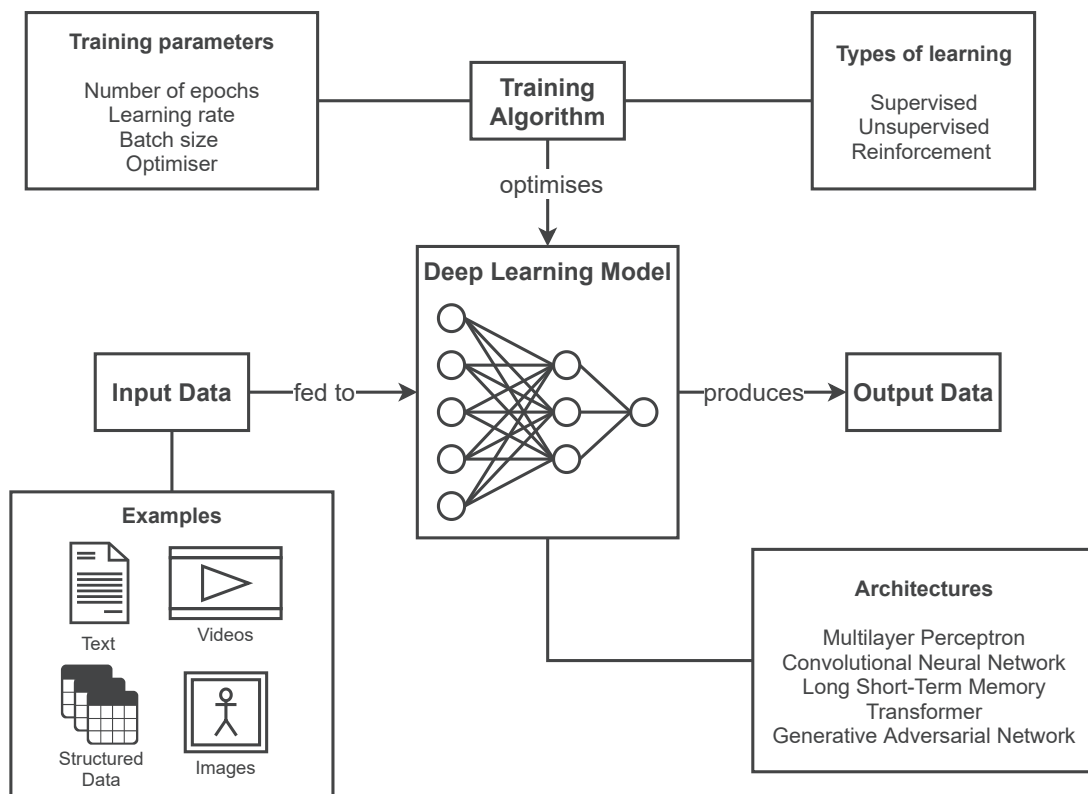 Training parameters
Number of epochs
Learning rate
Batch size
Optimiser
Training
Algorithm
Types of learning
Supervised
Unsupervised
Reinforcement
optimises
Deep Learning Model
Input Data
fed to
produces
Output Data
Examples
Text
Videos
Structured
Data
Images
Architectures
Multilayer Perceptron
Convolutional Neural Network
Long Short-Term Memory
Transformer
Generative Adversarial Network